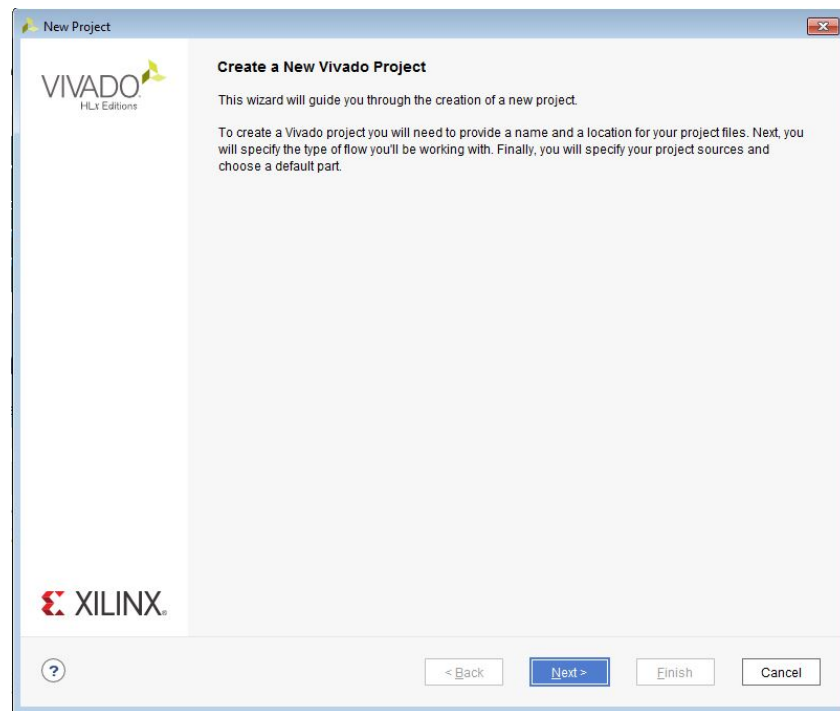 New Project
VIVADO
HLx Editions
Create a New Vivado Project
This wizard will guide you through the creation of a new project.
To create a Vivado project you will need to provide a name and a location for your project files. Next, you
will specify the type of flow you'll be working with. Finally, you will specify your project sources and
choose a default part.
XILINX®
?
< Back
Next >
Finish
Cancel